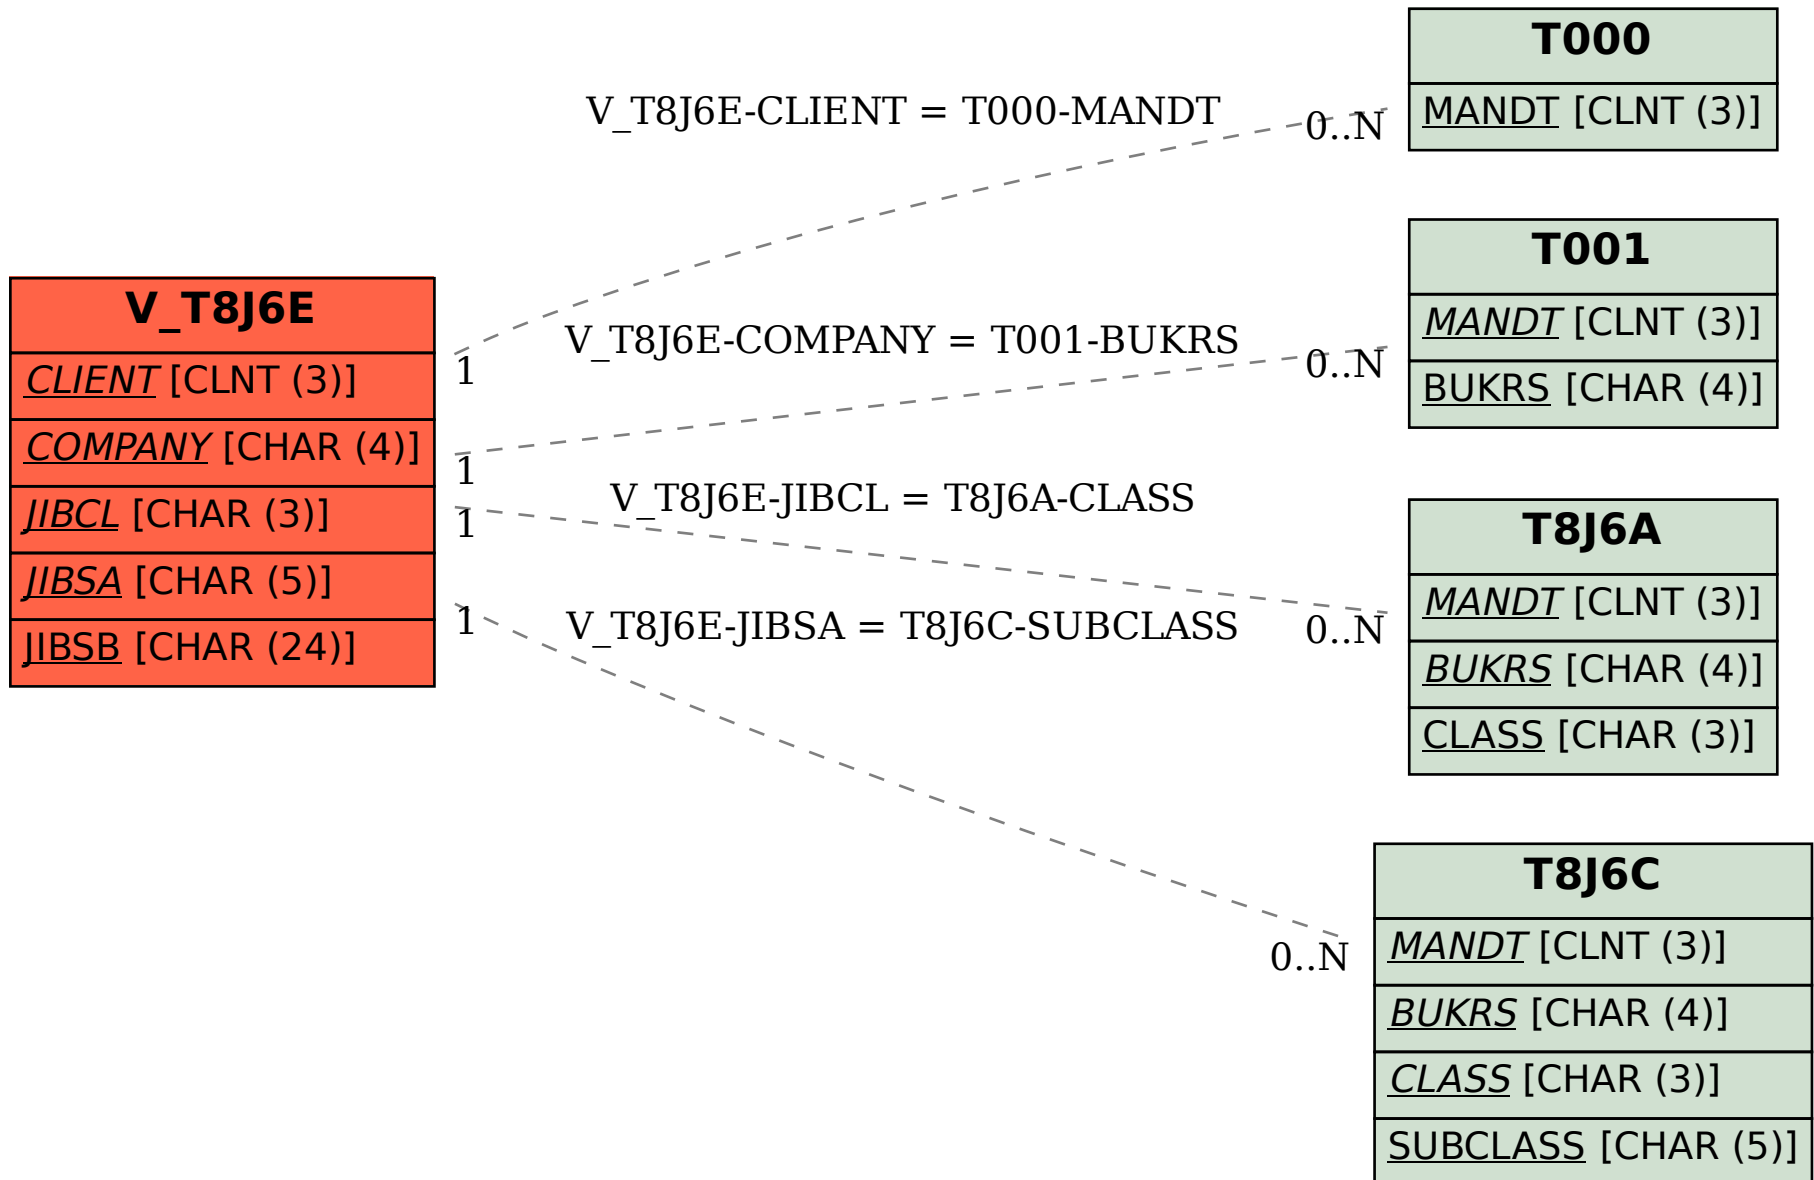 V_T8J6E
CLIENT [CLNT (3)]
COMPANY [CHAR (4)]
JIBCL [CHAR (3)]
JIBSA [CHAR (5)]
JIBSB [CHAR (24)]
V_T8J6E-CLIENT = T000-MANDT
1
0..N
V_T8J6E-COMPANY = T001-BUKRS
1
0..N
V_T8J6E-JIBCL = T8J6A-CLASS
1
0..N
V_T8J6E-JIBSA = T8J6C-SUBCLASS
1
0..N
T000
MANDT [CLNT (3)]
T001
MANDT [CLNT (3)]
BUKRS [CHAR (4)]
T8J6A
MANDT [CLNT (3)]
BUKRS [CHAR (4)]
CLASS [CHAR (3)]
T8J6C
MANDT [CLNT (3)]
BUKRS [CHAR (4)]
CLASS [CHAR (3)]
SUBCLASS [CHAR (5)]